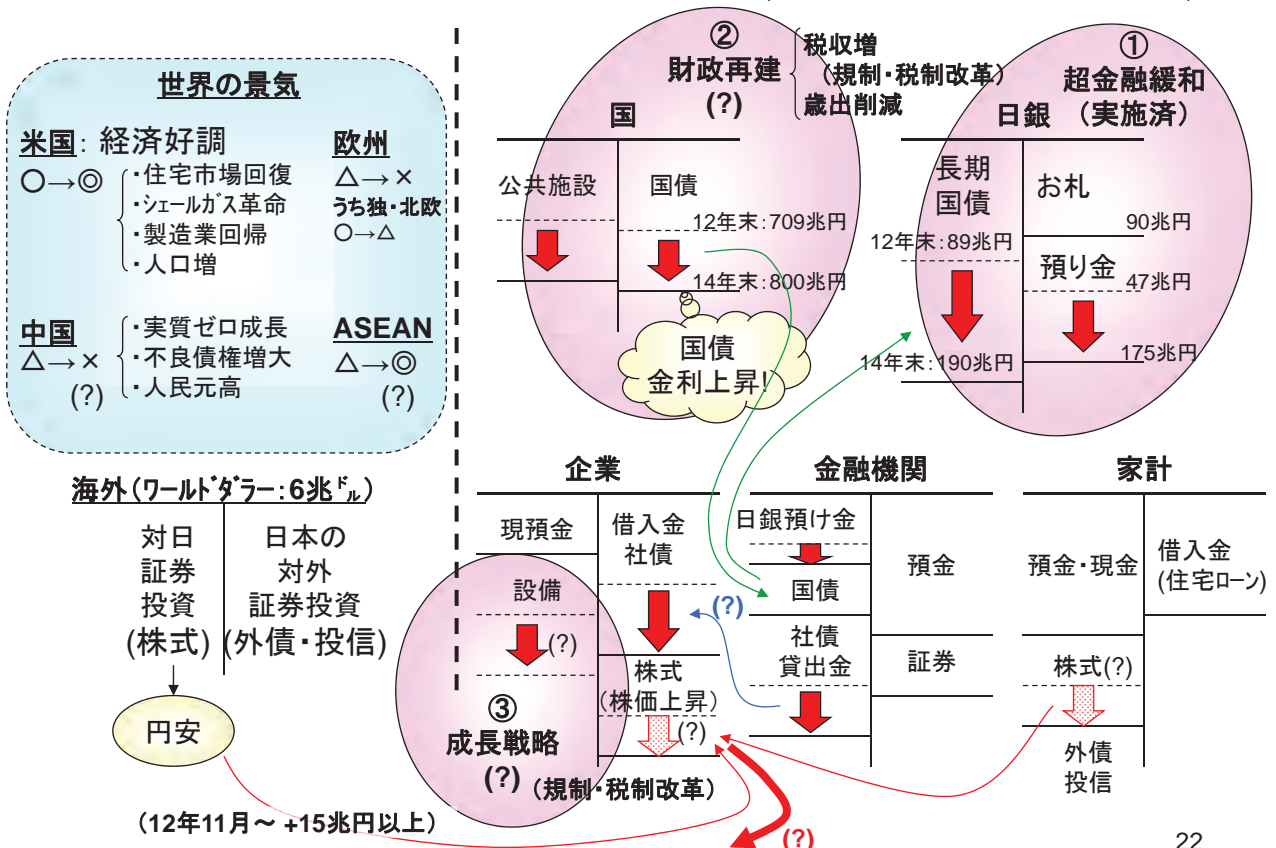 世界の景気
米国: 経済好調
○→◎
・住宅市場回復
・シェールガス革命
・製造業回帰
・人口増
欧州
△→×
うち独・北欧
○→△
中国
△→×
(?)
・実質ゼロ成長
・不良債権増大
・人民元高
ASEAN
△→◎
(?)
②
財政再建
(?)
税収増
(規制・税制改革)
歳出削減
国
公共施設
国債
12年末:709兆円
14年末:800兆円
国債
金利上昇!
①
超金融緩和
(実施済)
日銀
長期
国債
12年末:89兆円
14年末:190兆円
お札
90兆円
預り金
47兆円
175兆円
海外(ワールドダラー:6兆ドル)
対日
証券
投資
(株式)
日本の
対外
証券投資
(外債・投信)
円安
(12年11月～ +15兆円以上)
企業
現預金
設備
(?)
借入金
社債
株式
(株価上昇)
(?)
③
成長戦略
(?)
(規制・税制改革)
(?)
金融機関
日銀預け金
国債
社債
貸出金
預金
証券
(?)
家計
預金・現金
株式(?)
外債
投信
借入金
(住宅ローン)
22